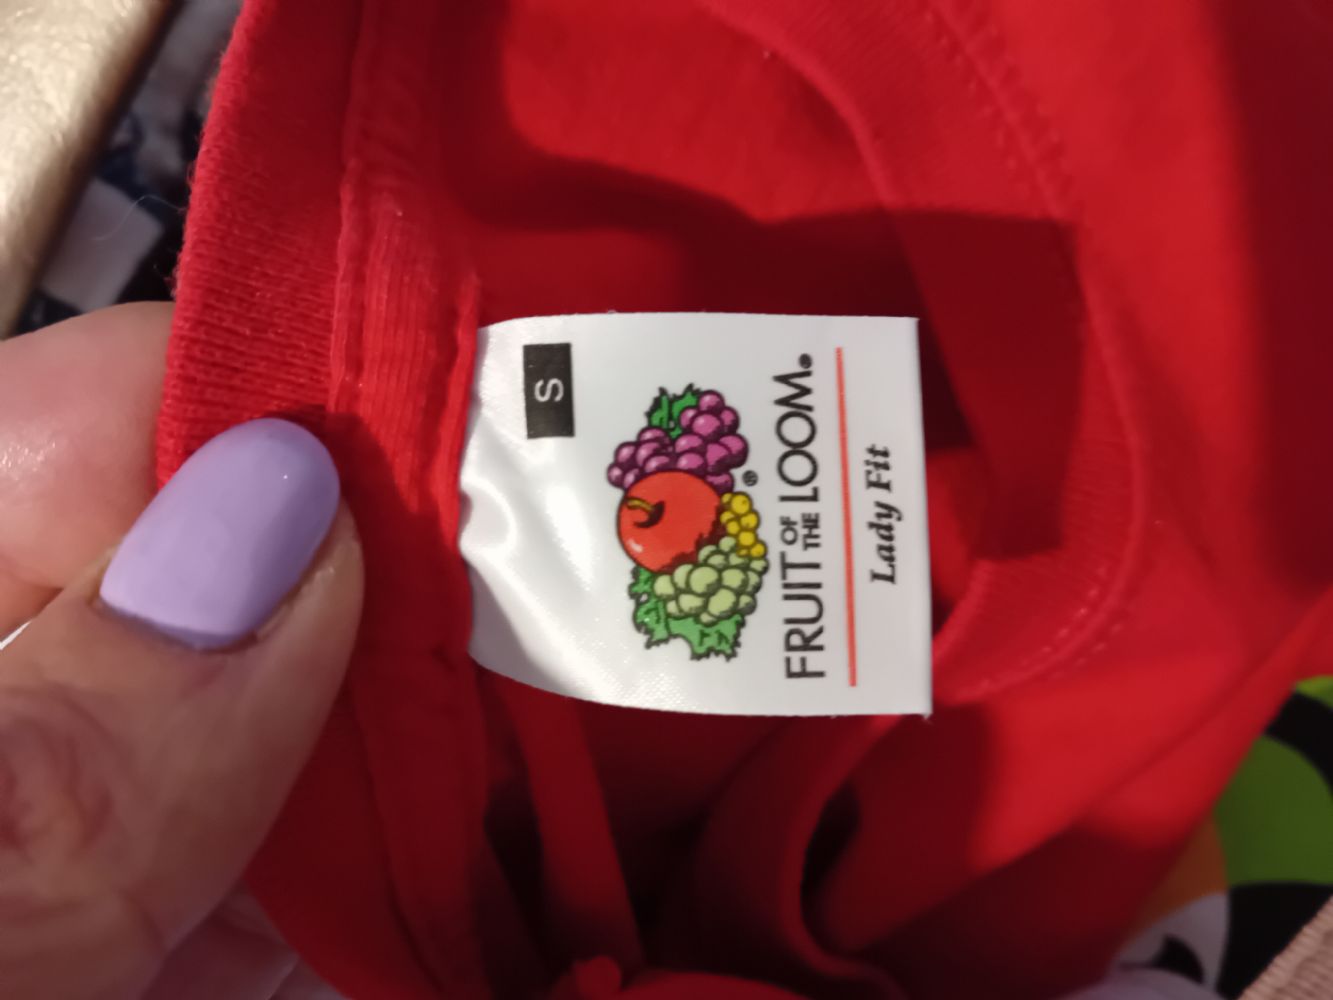 S
®
FRUIT OF THE LOOM®
Lady Fit